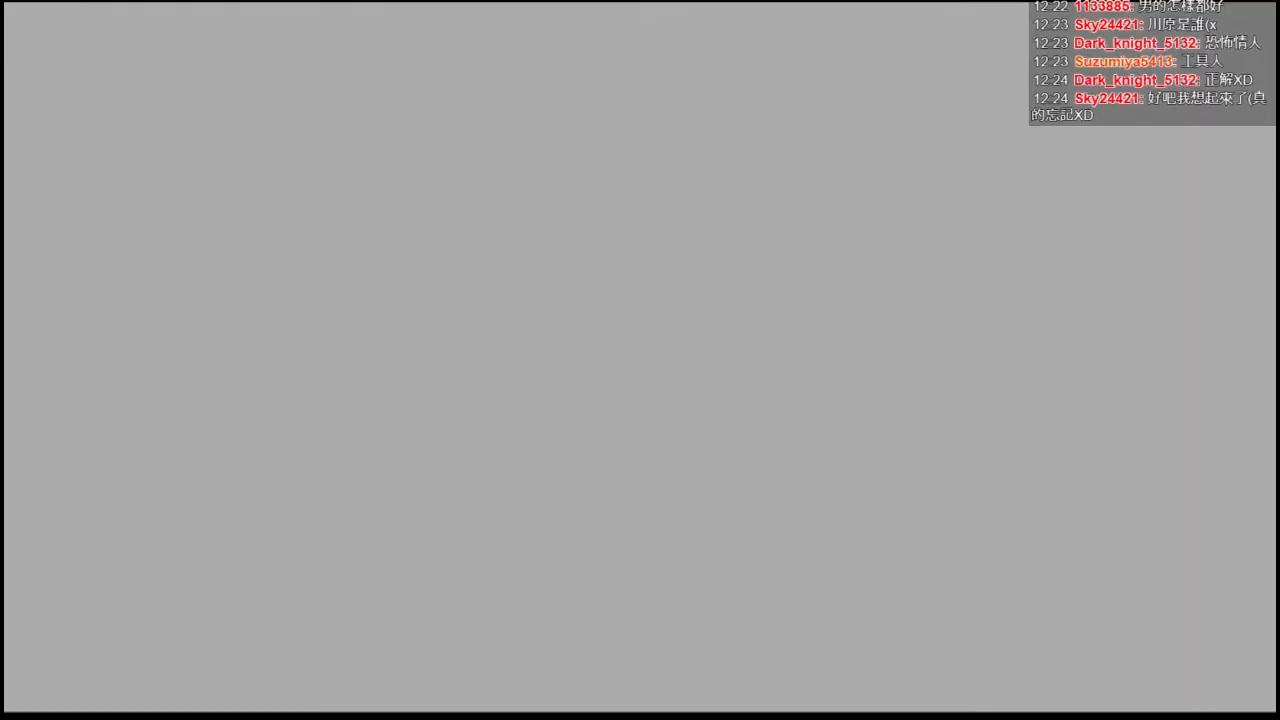 12:22 1133885: 男的怎樣都好
12:23 Sky24421: 川原是誰(x
12:23 Dark_knight_5132: 恐怖情人
12:23 Suzumiya5413: 工具人
12:24 Dark_knight_5132: 正解XD
12:24 Sky24421: 好吧我想起來了(真
的忘記XD